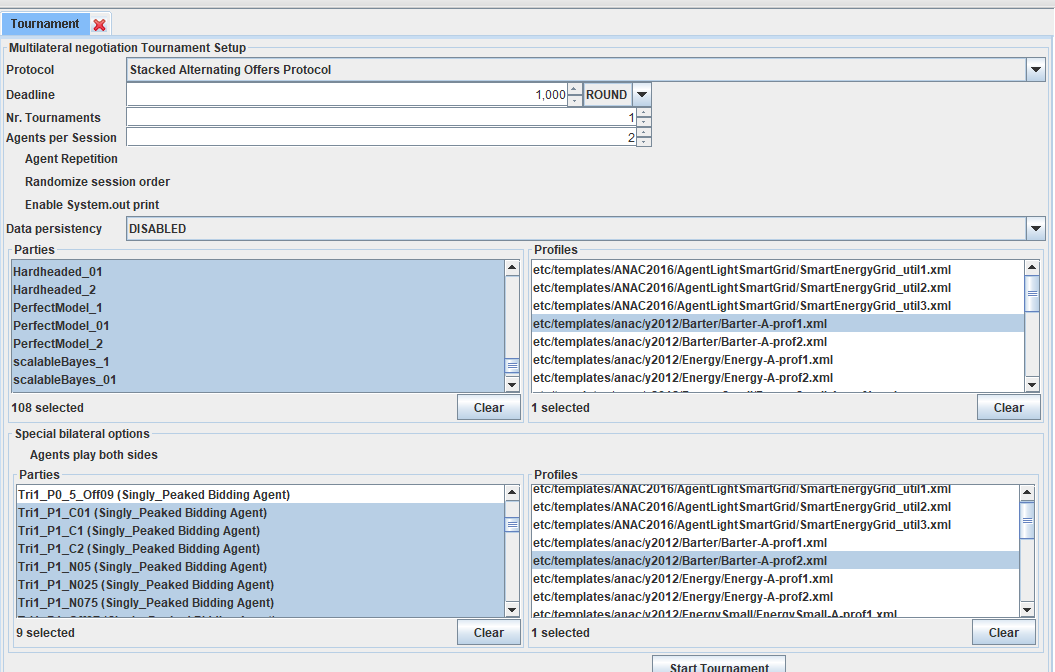 Tournament
Multilateral negotiation Tournament Setup
Protocol Stacked Alternating Offers Protocol
Deadline 1,000 ROUND
Nr. Tournaments 1
Agents per Session 2
Agent Repetition
Randomize session order
Enable System.out print
Data persistency DISABLED
Parties
Hardheaded_01
Hardheaded_2
PerfectModel_1
PerfectModel_01
PerfectModel_2
scalableBayes_1
scalableBayes_01
108 selected Clear
Profiles
etc/templates/ANAC2016/AgentLightSmartGrid/SmartEnergyGrid_util1.xml
etc/templates/ANAC2016/AgentLightSmartGrid/SmartEnergyGrid_util2.xml
etc/templates/ANAC2016/AgentLightSmartGrid/SmartEnergyGrid_util3.xml
etc/templates/anac/y2012/Barter/Barter-A-prof1.xml
etc/templates/anac/y2012/Barter/Barter-A-prof2.xml
etc/templates/anac/y2012/Energy/Energy-A-prof1.xml
etc/templates/anac/y2012/Energy/Energy-A-prof2.xml
1 selected Clear
Special bilateral options
Agents play both sides
Parties
Tri1_P0_5_Off09 (Singly_Peaked Bidding Agent)
Tri1_P1_C01 (Singly_Peaked Bidding Agent)
Tri1_P1_C1 (Singly_Peaked Bidding Agent)
Tri1_P1_C2 (Singly_Peaked Bidding Agent)
Tri1_P1_N05 (Singly_Peaked Bidding Agent)
Tri1_P1_N025 (Singly_Peaked Bidding Agent)
Tri1_P1_N075 (Singly_Peaked Bidding Agent)
9 selected Clear
Profiles
etc/templates/ANAC2016/AgentLightSmartGrid/SmartEnergyGrid_util1.xml
etc/templates/ANAC2016/AgentLightSmartGrid/SmartEnergyGrid_util2.xml
etc/templates/ANAC2016/AgentLightSmartGrid/SmartEnergyGrid_util3.xml
etc/templates/anac/y2012/Barter/Barter-A-prof1.xml
etc/templates/anac/y2012/Barter/Barter-A-prof2.xml
etc/templates/anac/y2012/Energy/Energy-A-prof1.xml
etc/templates/anac/y2012/Energy/Energy-A-prof2.xml
etc/templates/anac/y2012/EnergySmall/EnergySmall-A-prof1.xml
1 selected Clear
Start Tournament